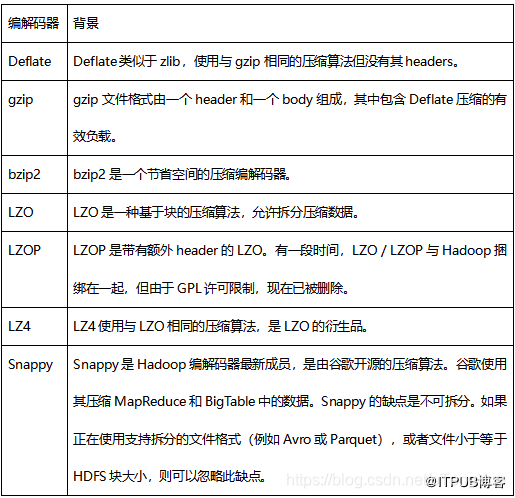 编解码器 背景
Deflate Deflate 类似于 zlib，使用与 gzip 相同的压缩算法但没有其 headers。
gzip gzip 文件格式由一个 header 和一个 body 组成，其中包含 Deflate 压缩的有
效负载。
bzip2 bzip2 是一个节省空间的压缩编解码器。
LZO LZO 是一种基于块的压缩算法，允许拆分压缩数据。
LZOP LZOP 是带有额外 header 的 LZO。有一段时间，LZO / LZOP 与 Hadoop 捆
绑在一起，但由于 GPL 许可限制，现在已被删除。
LZ4 LZ4 使用与 LZO 相同的压缩算法，是 LZO 的衍生品。
Snappy Snappy 是 Hadoop 编解码器最新成员，是由谷歌开源的压缩算法。谷歌使用
其压缩 MapReduce 和 BigTable 中的数据。Snappy 的缺点是不可拆分。如果
正在使用支持拆分的文件格式（例如 Avro 或 Parquet），或者文件小于等于
HDFS 块大小，则可以忽略此缺点。
@ITPUB博客